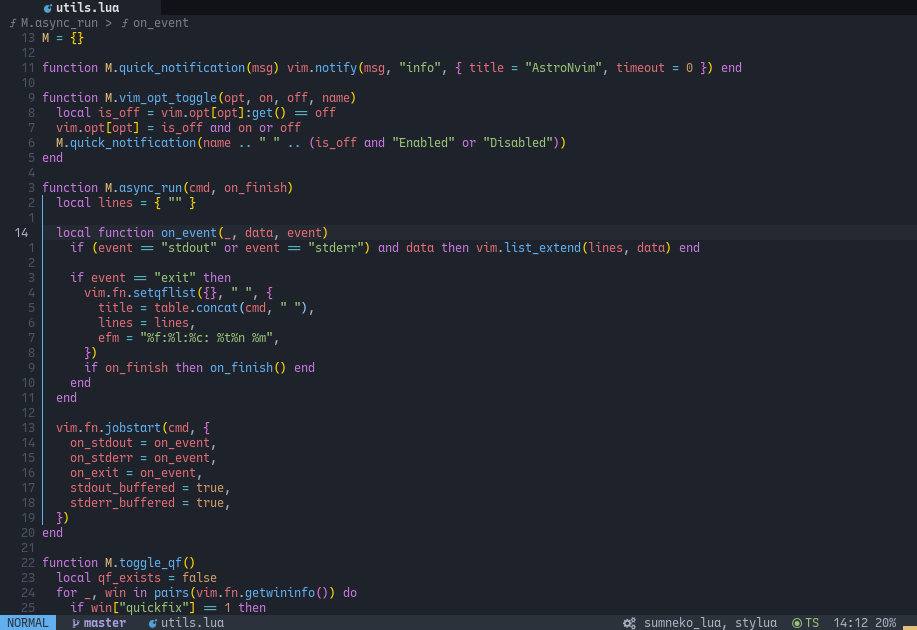 utils.lua
ƒ M.async_run > ƒ on_event
13 M = {}
12
11 function M.quick_notification(msg) vim.notify(msg, "info", { title = "AstroNvim", timeout = 0 }) end
10
9 function M.vim_opt_toggle(opt, on, off, name)
8   local is_off = vim.opt[opt]:get() == off
7   vim.opt[opt] = is_off and on or off
6   M.quick_notification(name .. " " .. (is_off and "Enabled" or "Disabled"))
5 end
4
3 function M.async_run(cmd, on_finish)
2   local lines = { "" }
1
14   local function on_event(_, data, event)
1     if (event == "stdout" or event == "stderr") and data then vim.list_extend(lines, data) end
2
3     if event == "exit" then
4       vim.fn.setqflist({}, " ", {
5         title = table.concat(cmd, " "),
6         lines = lines,
7         efm = "%f:%l:%c: %t%n %m",
8       })
9       if on_finish then on_finish() end
10     end
11   end
12
13   vim.fn.jobstart(cmd, {
14     on_stdout = on_event,
15     on_stderr = on_event,
16     on_exit = on_event,
17     stdout_buffered = true,
18     stderr_buffered = true,
19   })
20 end
21
22 function M.toggle_qf()
23   local qf_exists = false
24   for _, win in pairs(vim.fn.getwininfo()) do
25     if win["quickfix"] == 1 then
NORMAL master utils.lua sumneko_lua, stylua TS 14:12 20%